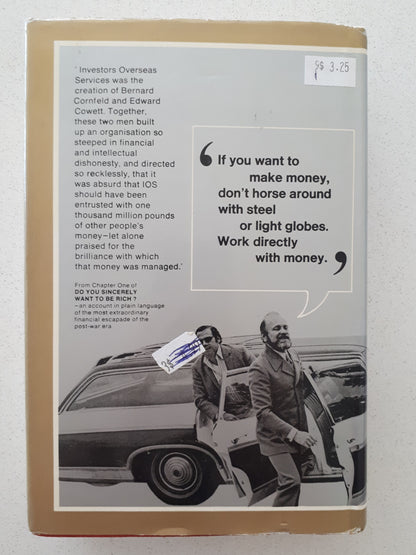 $ 3.25
' Investors Overseas
Services was the
creation of Bernard
Cornfeld and Edward
Cowett. Together,
these two men built
up an organisation so
steeped in financial
and intellectual
dishonesty, and directed
so recklessly, that it
was absurd that IOS
should have been
entrusted with one
thousand million pounds
of other people's
money—let alone
praised for the
brilliance with which
that money was managed.'
From Chapter One of
DO YOU SINCERELY
WANT TO BE RICH ?
—an account in plain language
of the most extraordinary
financial escapade of the
post-war era
‘ If you want to
make money,
don't horse around
with steel
or light globes.
Work directly
with money. ’